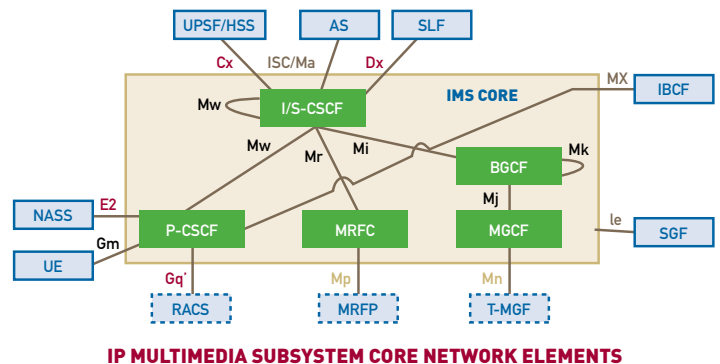 UPSF/HSS
AS
SLF
Cx
ISC/Ma
Dx
MX
IBCF
IMS CORE
Mw
I/S-CSCF
Mw
Mr
Mi
Mk
BGCF
Mj
NASS
E2
P-CSCF
MRFC
MGCF
le
SGF
Gm
UE
Gq'
Mp
Mn
RACS
MRFP
T-MGF
IP MULTIMEDIA SUBSYSTEM CORE NETWORK ELEMENTS